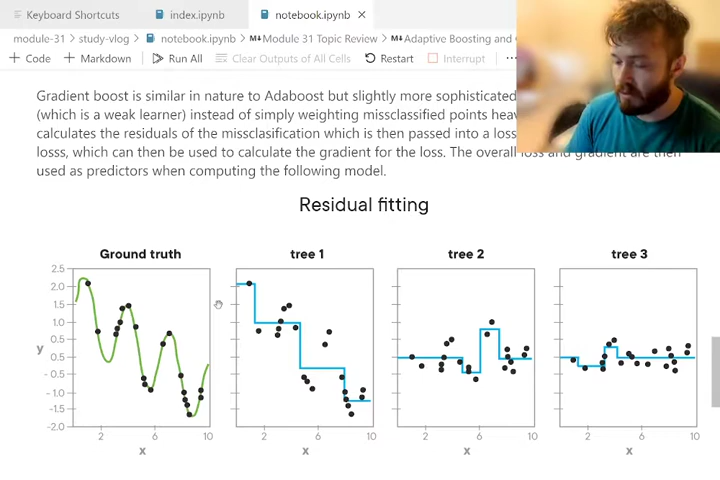 Keyboard Shortcuts index.ipynb notebook.ipynb
module-31 > study-vlog > notebook.ipynb > M↓ Module 31 Topic Review > M↓ Adaptive Boosting and
+ Code + Markdown Run All Clear Outputs of All Cells Restart Interrupt ...
Gradient boost is similar in nature to Adaboost but slightly more sophisticated
(which is a weak learner) instead of simply weighting missclassified points
calculates the residuals of the missclasification which is then passed into a loss
losss, which can then be used to calculate the gradient for the loss. The overall loss and gradient are then
used as predictors when computing the following model.
Residual fitting
Ground truth tree 1 tree 2 tree 3
2.5
2.0
1.5
1.0
0.5
y 0.5
- 0.5
-1.0
-1.5
-2.0
2 6 10 2 6 10 2 6 10 2 6 10
x x x x